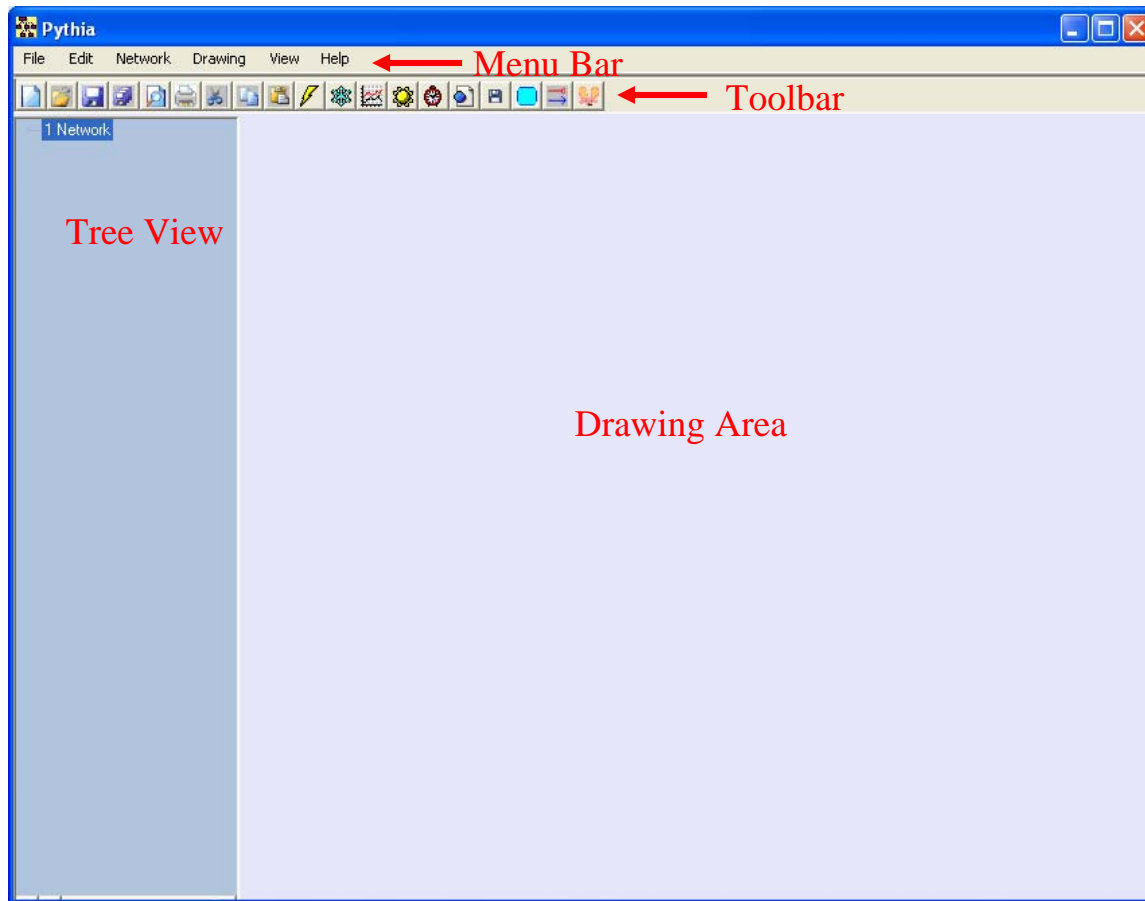 Pythia
File Edit Network Drawing View Help
Menu Bar
Toolbar
1 Network
Tree View
Drawing Area